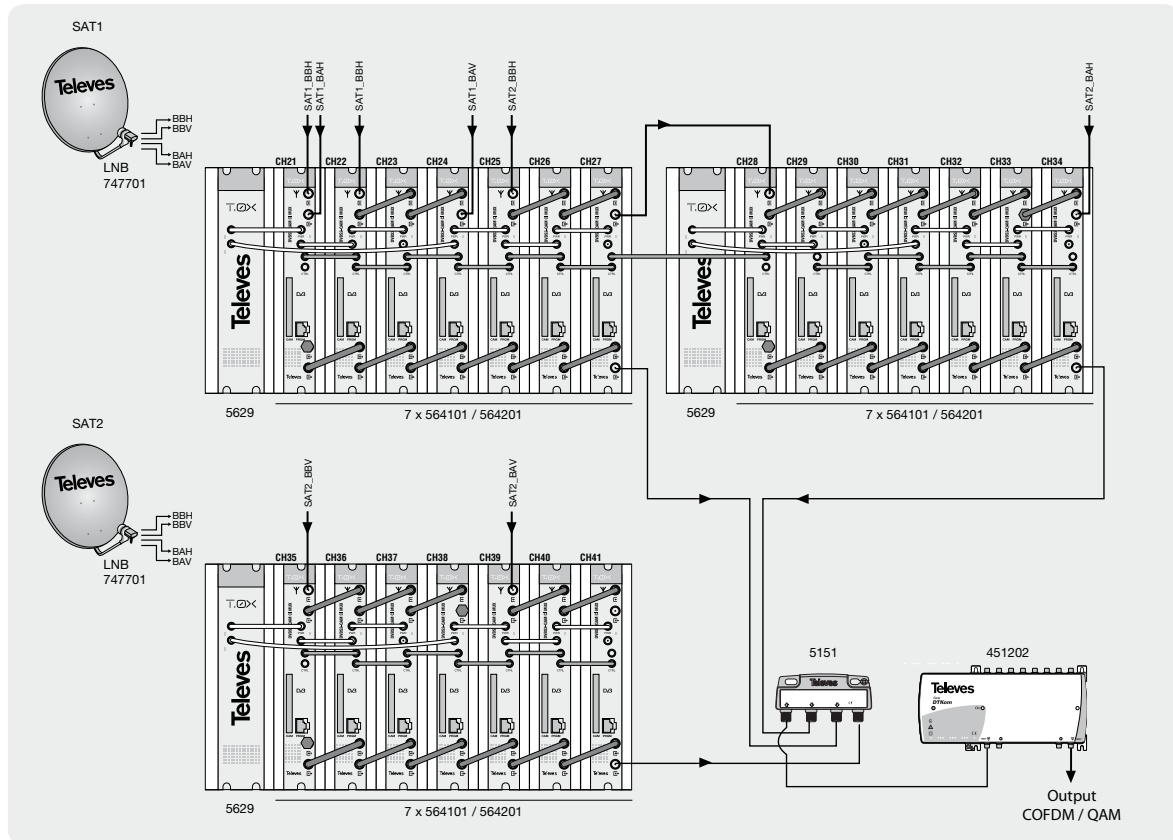 SAT1
Televes
BBH
BBV
BAH
BAV
LNB
747701
SAT1_BBH
SAT1_BAH
SAT1_BBH
SAT1_BAV
SAT2_BBH
SAT2_BAH
CH21 CH22 CH23 CH24 CH25 CH26 CH27
CH28 CH29 CH30 CH31 CH32 CH33 CH34
T.0X
Televes
T.0X
Televes
5629
7 x 564101 / 564201
5629
7 x 564101 / 564201
SAT2
Televes
BBH
BBV
BAH
BAV
LNB
747701
SAT2_BBV
SAT2_BAV
CH35 CH36 CH37 CH38 CH39 CH40 CH41
T.0X
Televes
5629
7 x 564101 / 564201
5151
Televes
451202
Televes
DTKom
Output
COFDM / QAM